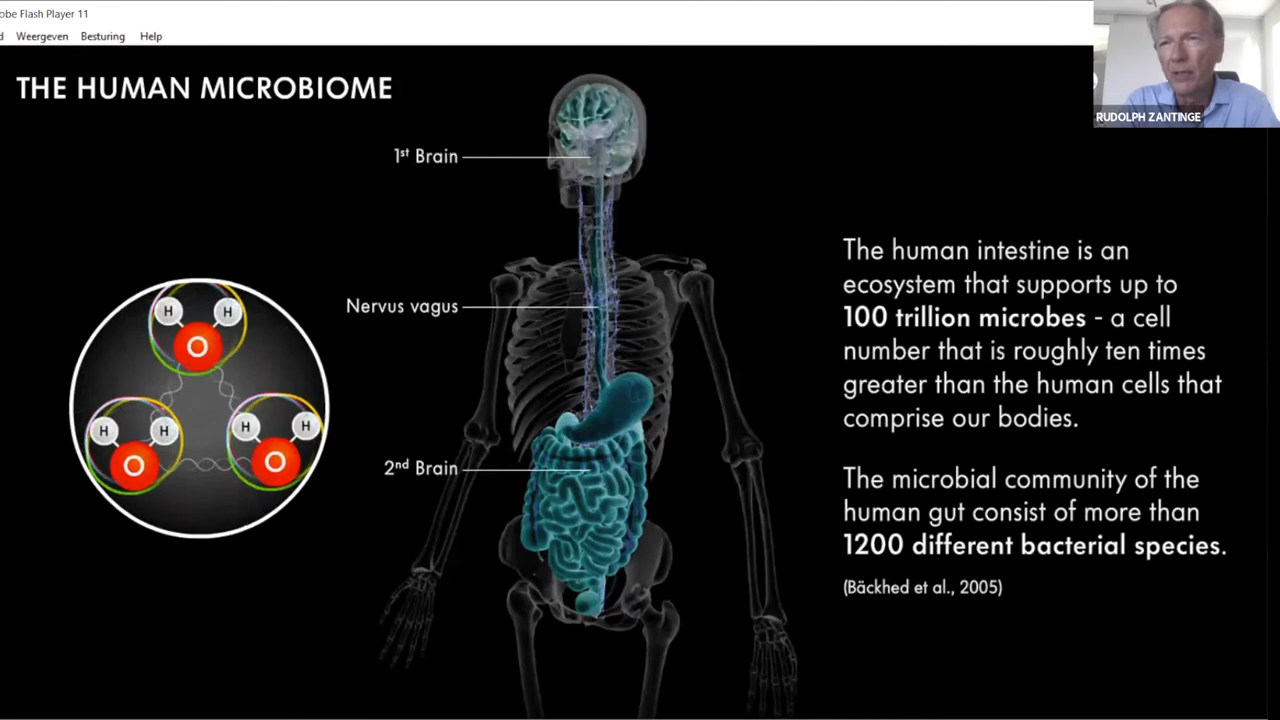 obe Flash Player 11
d Weergeven Besturing Help
RUDOLPH ZANTINGE
THE HUMAN MICROBIOME
1st Brain
Nervus vagus
2nd Brain
H H
O
H H
O
H H
O
The human intestine is an
ecosystem that supports up to
100 trillion microbes - a cell
number that is roughly ten times
greater than the human cells that
comprise our bodies.
The microbial community of the
human gut consist of more than
1200 different bacterial species.
(Bäckhed et al., 2005)